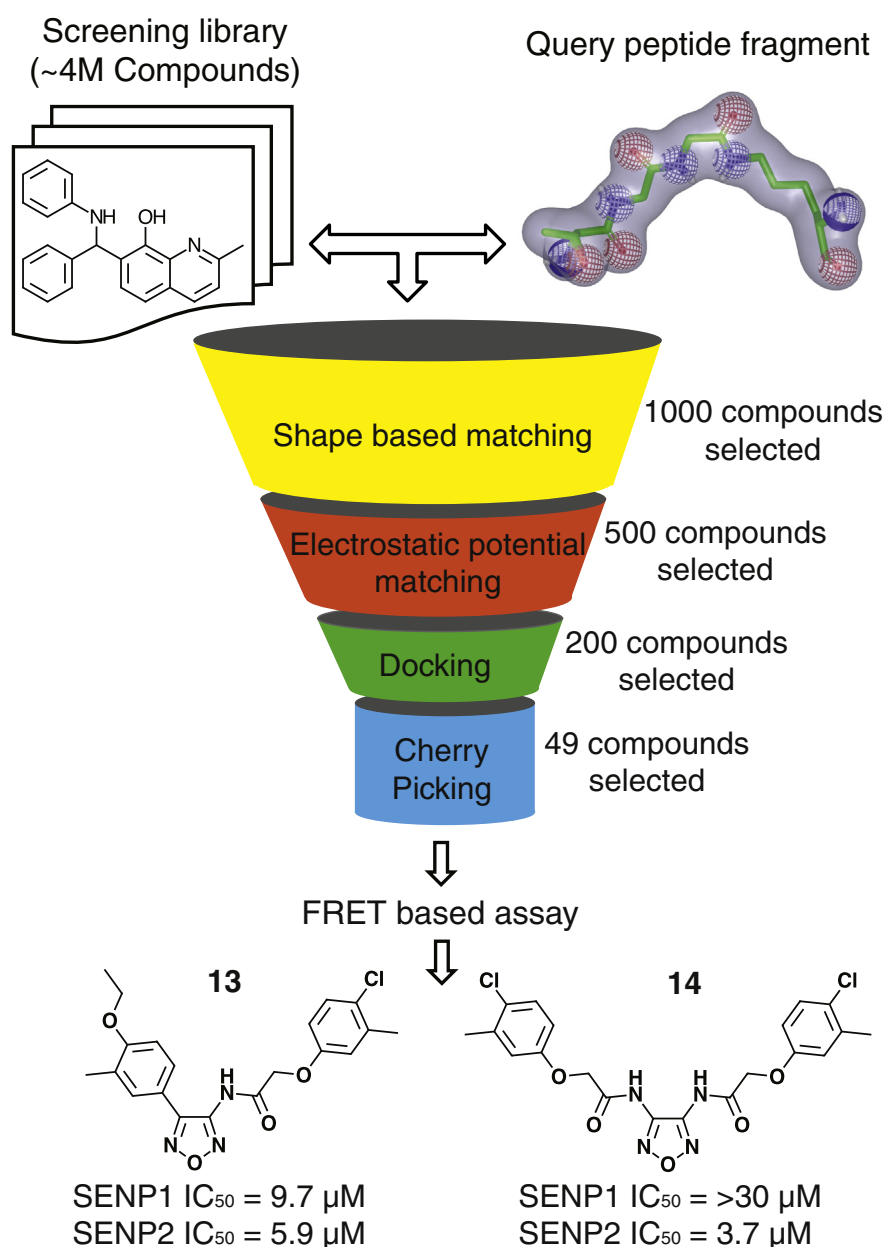 Screening library
(~4M Compounds)
Query peptide fragment
NH
OH
N
Shape based matching
1000 compounds
selected
Electrostatic potential
matching
500 compounds
selected
Docking
200 compounds
selected
Cherry
Picking
49 compounds
selected
FRET based assay
13
O
Cl
H
N
O
O
N
N
O
SENP1 IC₅₀ = 9.7 µM
SENP2 IC₅₀ = 5.9 µM
14
Cl
Cl
O
H
N
H
N
O
O
O
N
N
O
SENP1 IC₅₀ = >30 µM
SENP2 IC₅₀ = 3.7 µM